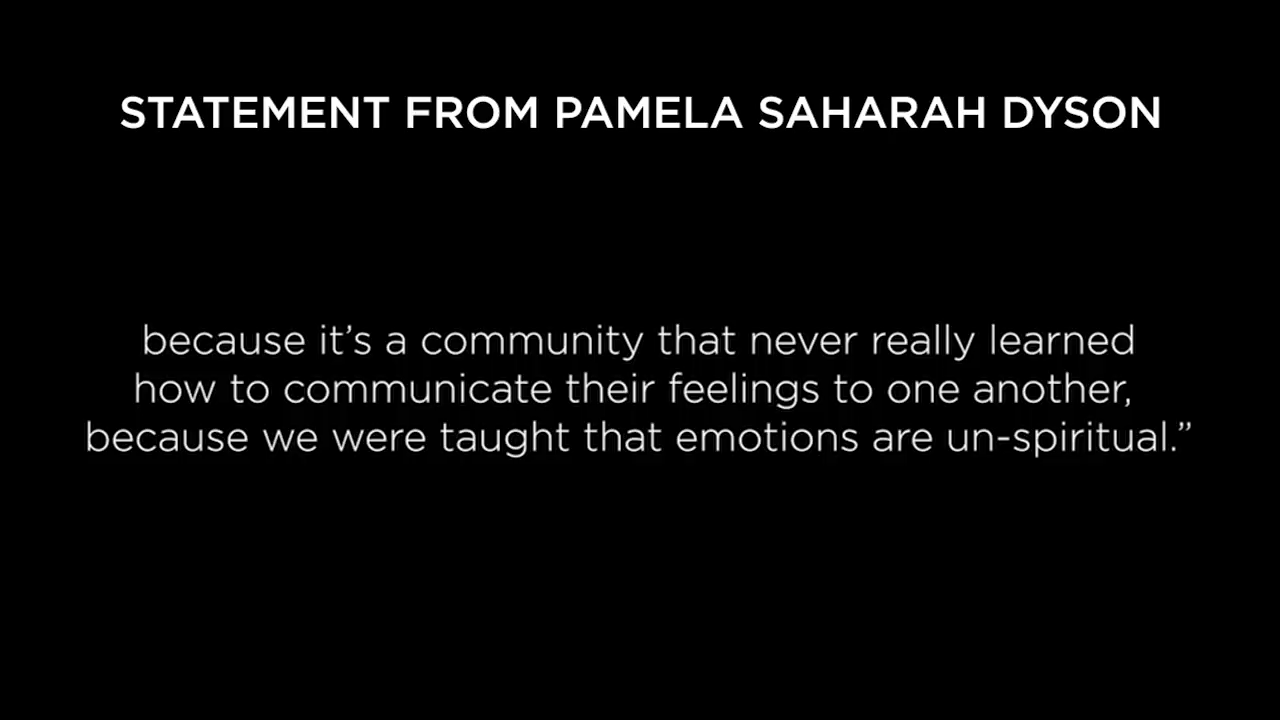 STATEMENT FROM PAMELA SAHARAH DYSON
because it’s a community that never really learned
how to communicate their feelings to one another,
because we were taught that emotions are un-spiritual.”